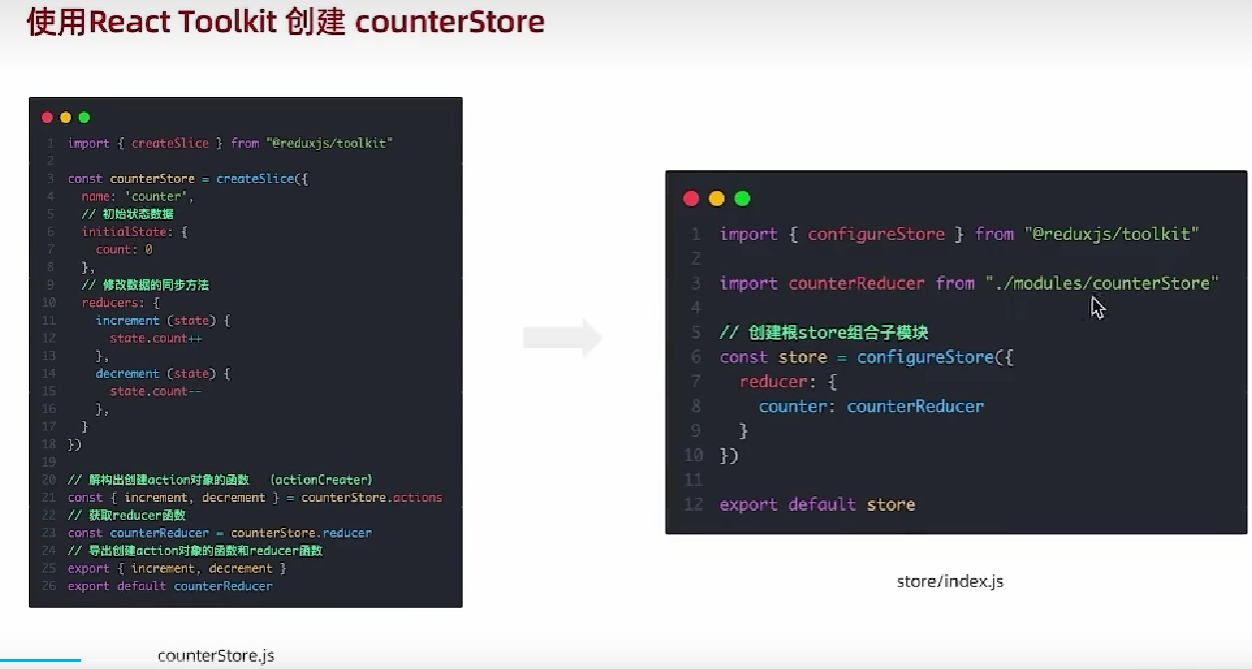 使用React Toolkit 创建 counterStore
1 import { createSlice } from "@reduxjs/toolkit"
2
3 const counterStore = createSlice({
4   name: 'counter',
5   // 初始状态数据
6   initialState: {
7     count: 0
8   },
9   // 修改数据的同步方法
10   reducers: {
11     increment (state) {
12       state.count++
13     },
14     decrement (state) {
15       state.count--
16     },
17   }
18 })
19
20 // 解构出创建action对象的函数 （actionCreater）
21 const { increment, decrement } = counterStore.actions
22 // 获取reducer函数
23 const counterReducer = counterStore.reducer
24 // 导出创建action对象的函数和reducer函数
25 export { increment, decrement }
26 export default counterReducer
counterStore.js
1 import { configureStore } from "@reduxjs/toolkit"
2
3 import counterReducer from "./modules/counterStore"
4
5 // 创建根store组合子模块
6 const store = configureStore({
7   reducer: {
8     counter: counterReducer
9   }
10 })
11
12 export default store
store/index.js